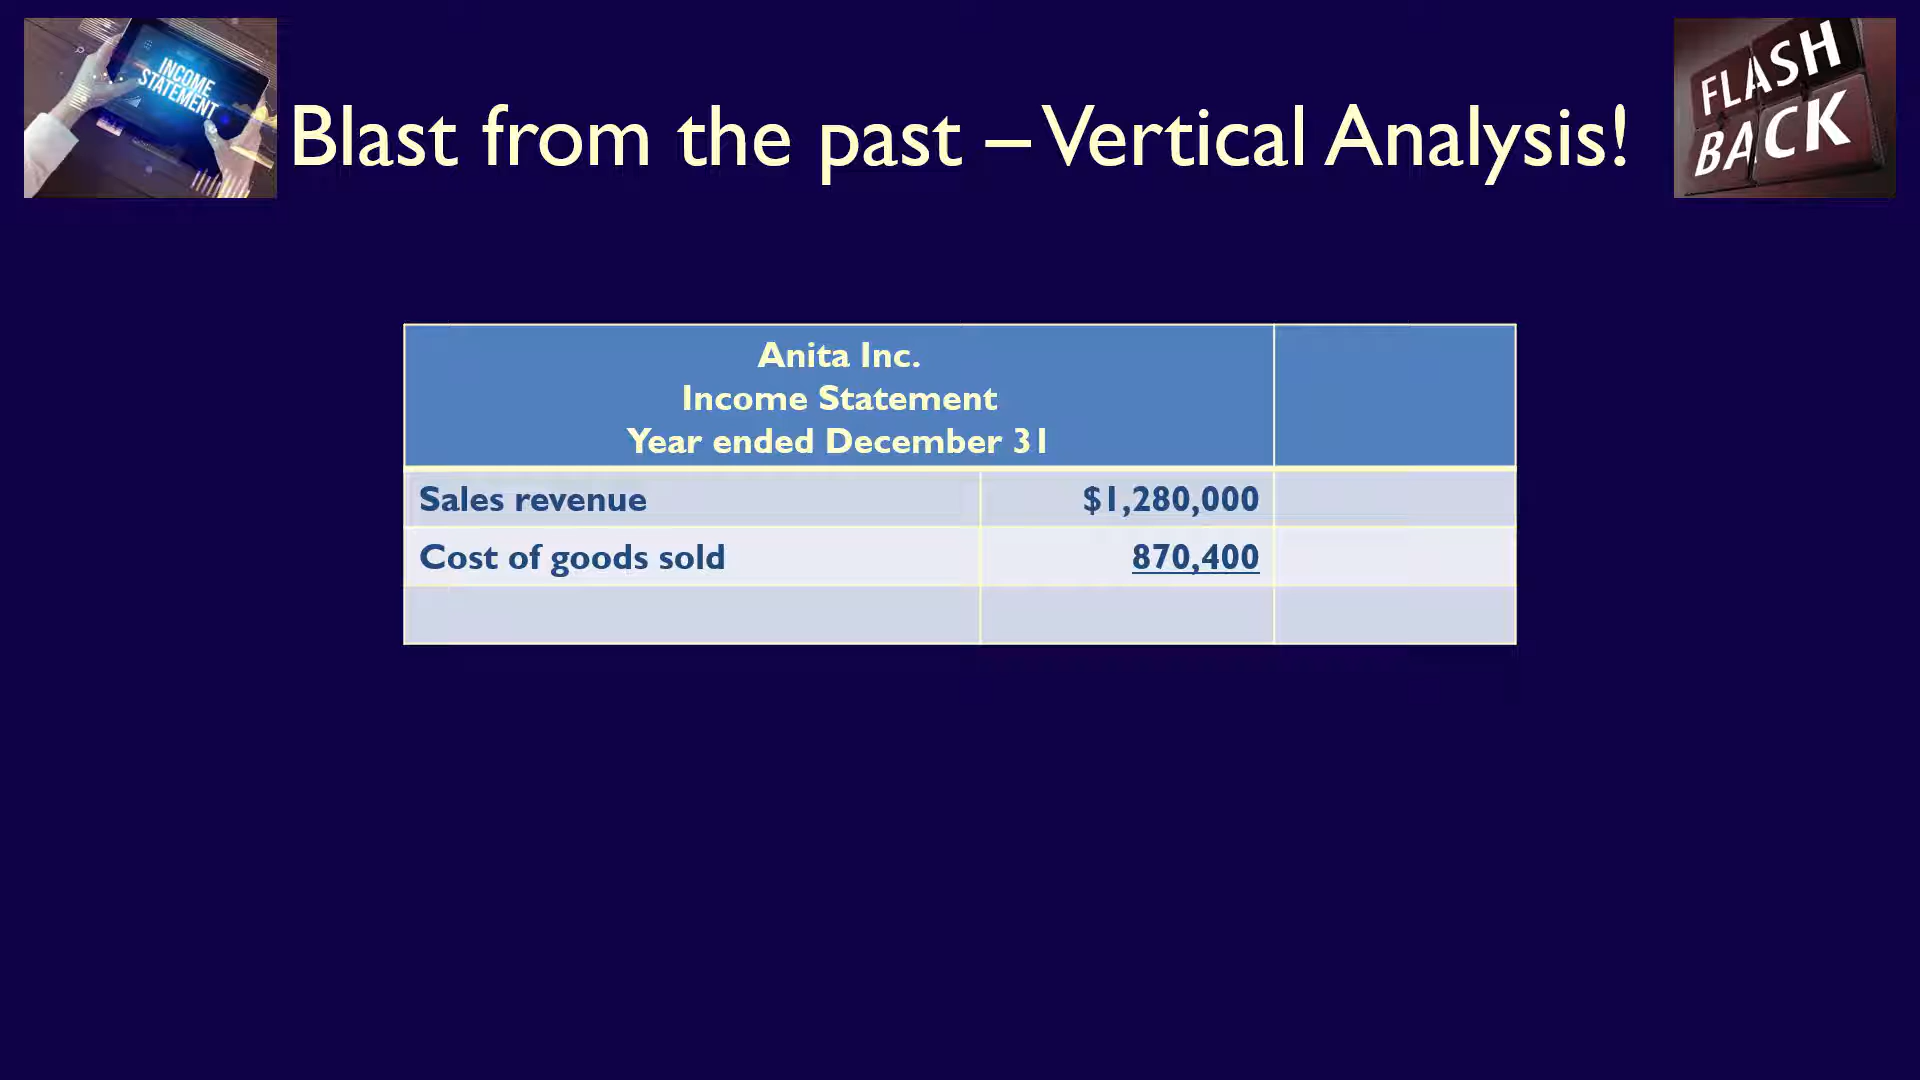 INCOME
STATEMENT
Blast from the past – Vertical Analysis!
FLASH
BACK
Anita Inc.
Income Statement
Year ended December 31
Sales revenue $1,280,000
Cost of goods sold 870,400